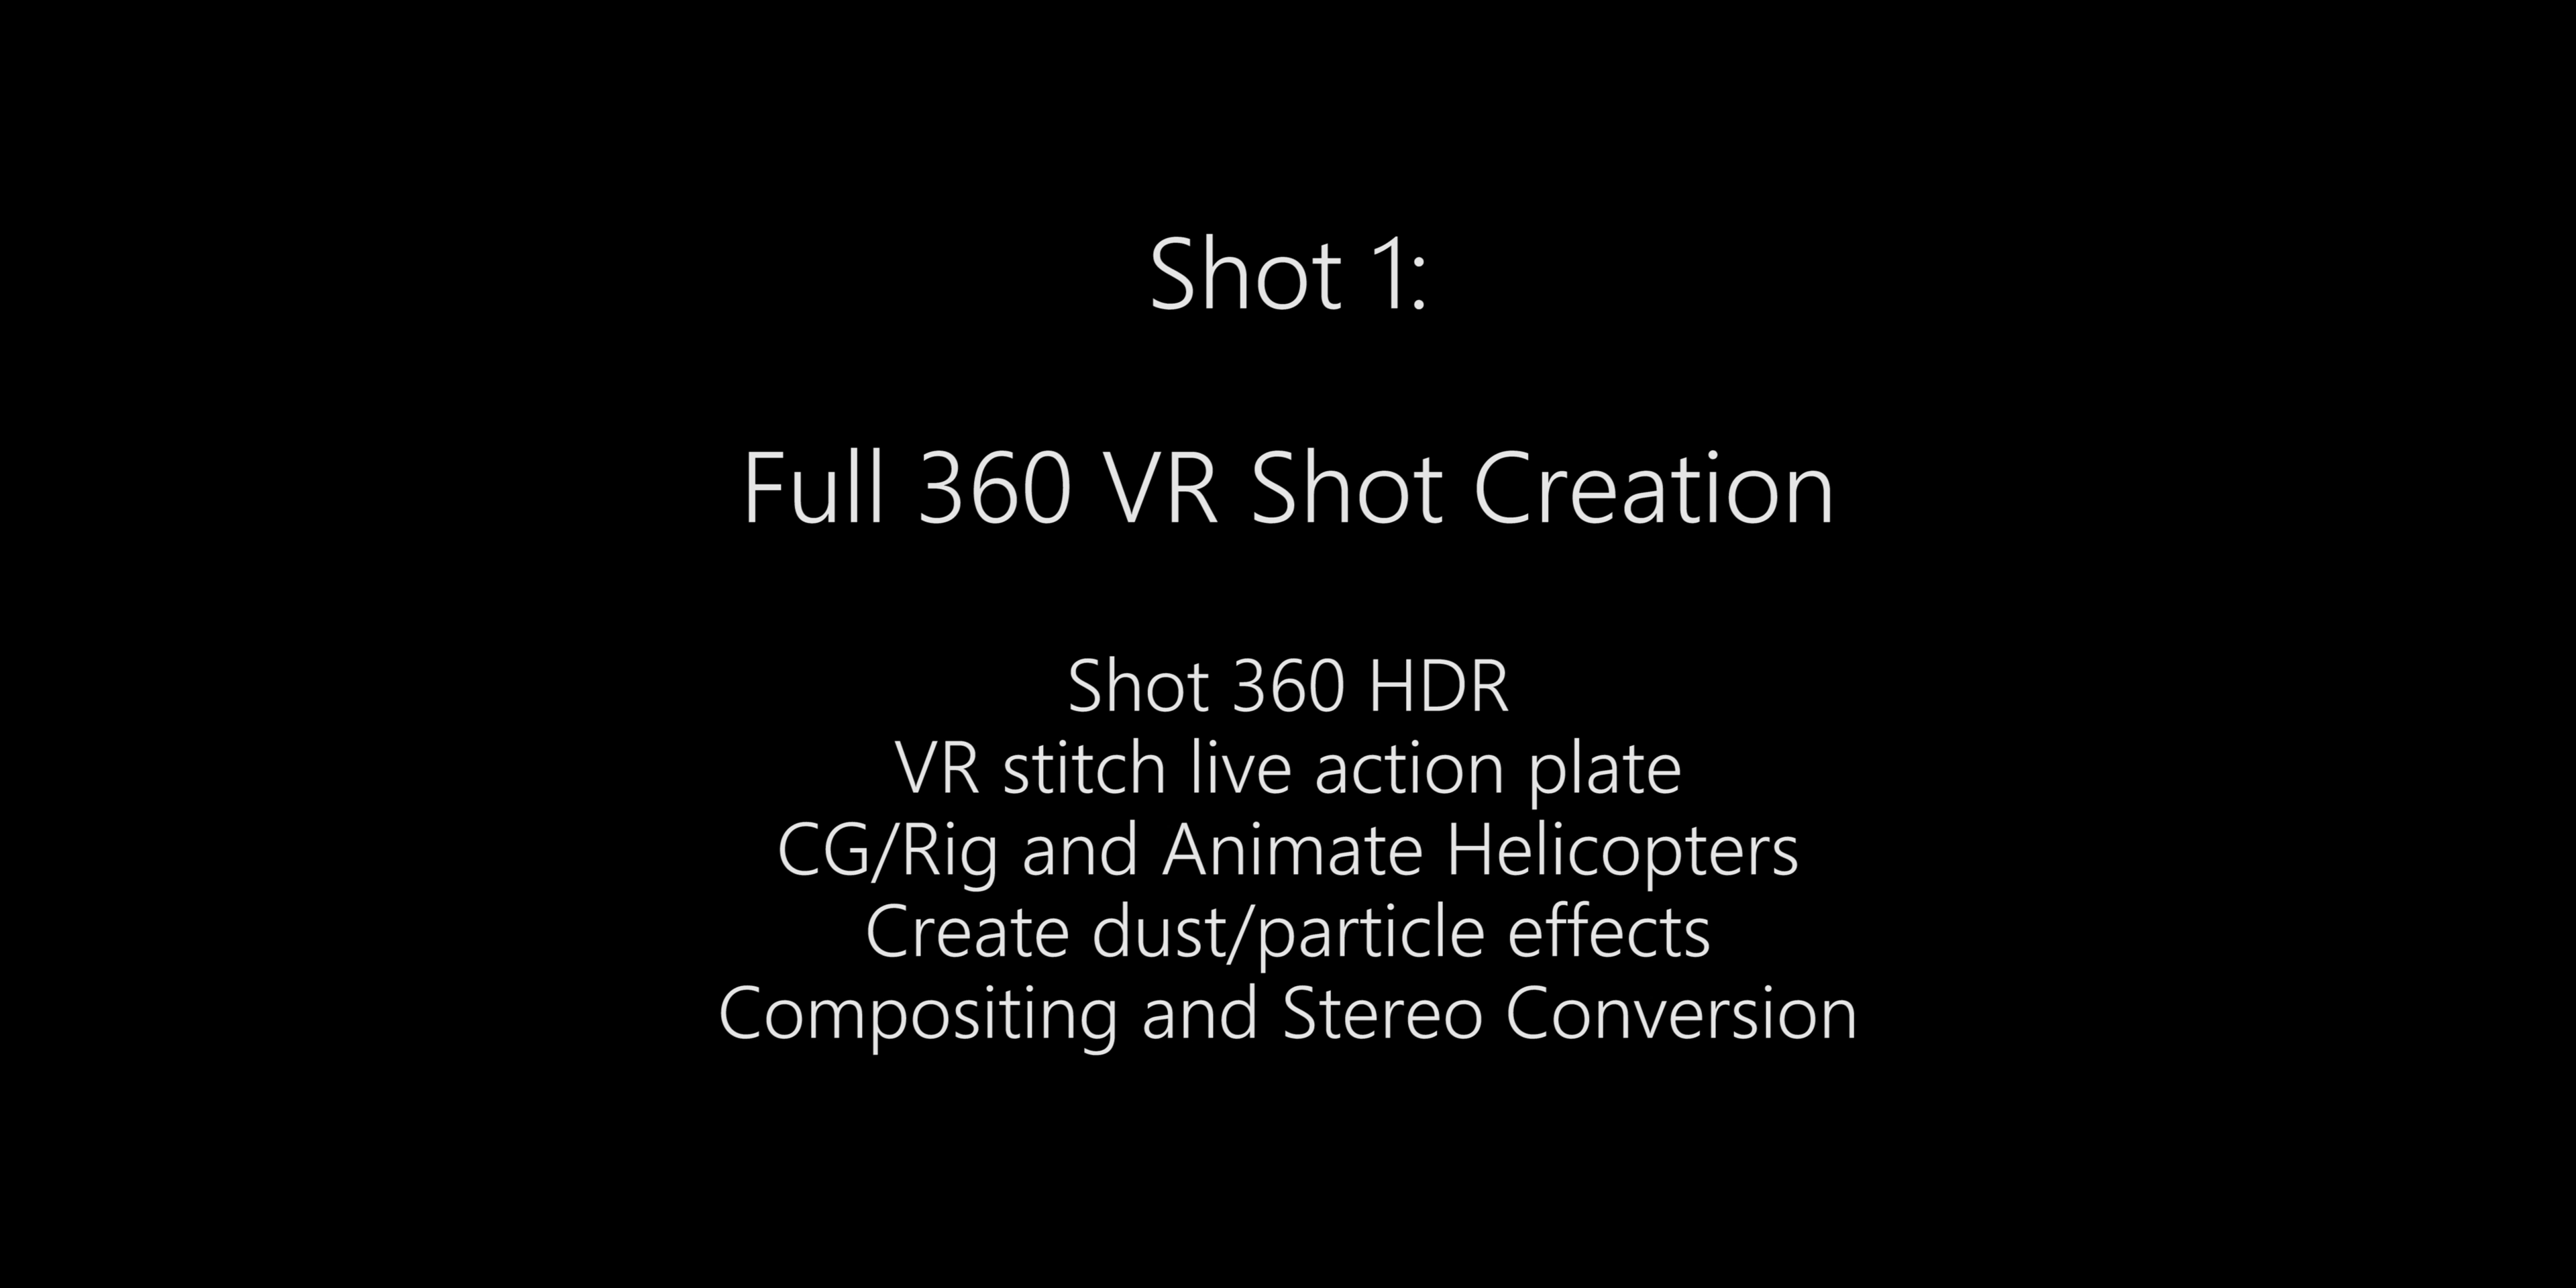 Shot 1:
Full 360 VR Shot Creation
Shot 360 HDR
VR stitch live action plate
CG/Rig and Animate Helicopters
Create dust/particle effects
Compositing and Stereo Conversion